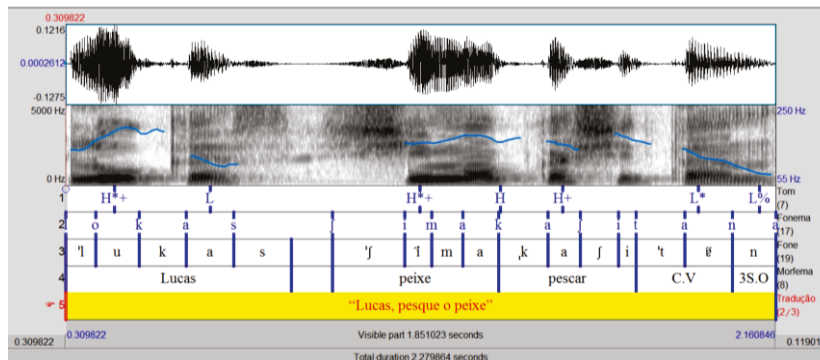 0.309822
0.1216
0.0002612
-0.1275
5000 Hz
250 Hz
0 Hz
55 Hz
1 H*+ L H*+ H H+ L* L% Tom (7)
2 l o k a s ʃ i m a k a ʃ i t a n a Fonema (17)
3 ˈl u k a s ˈʃ ĩ m a ˌk a ʃ i ˈt ɐ̃ n Fone (19)
4 Lucas peixe pescar C.V 3S.O Morfema (8)
5 “Lucas, pesque o peixe” Tradução (2/3)
0.309822 2.160846
0.309822 Visible part 1.851023 seconds 0.11901
Total duration 2.279864 seconds